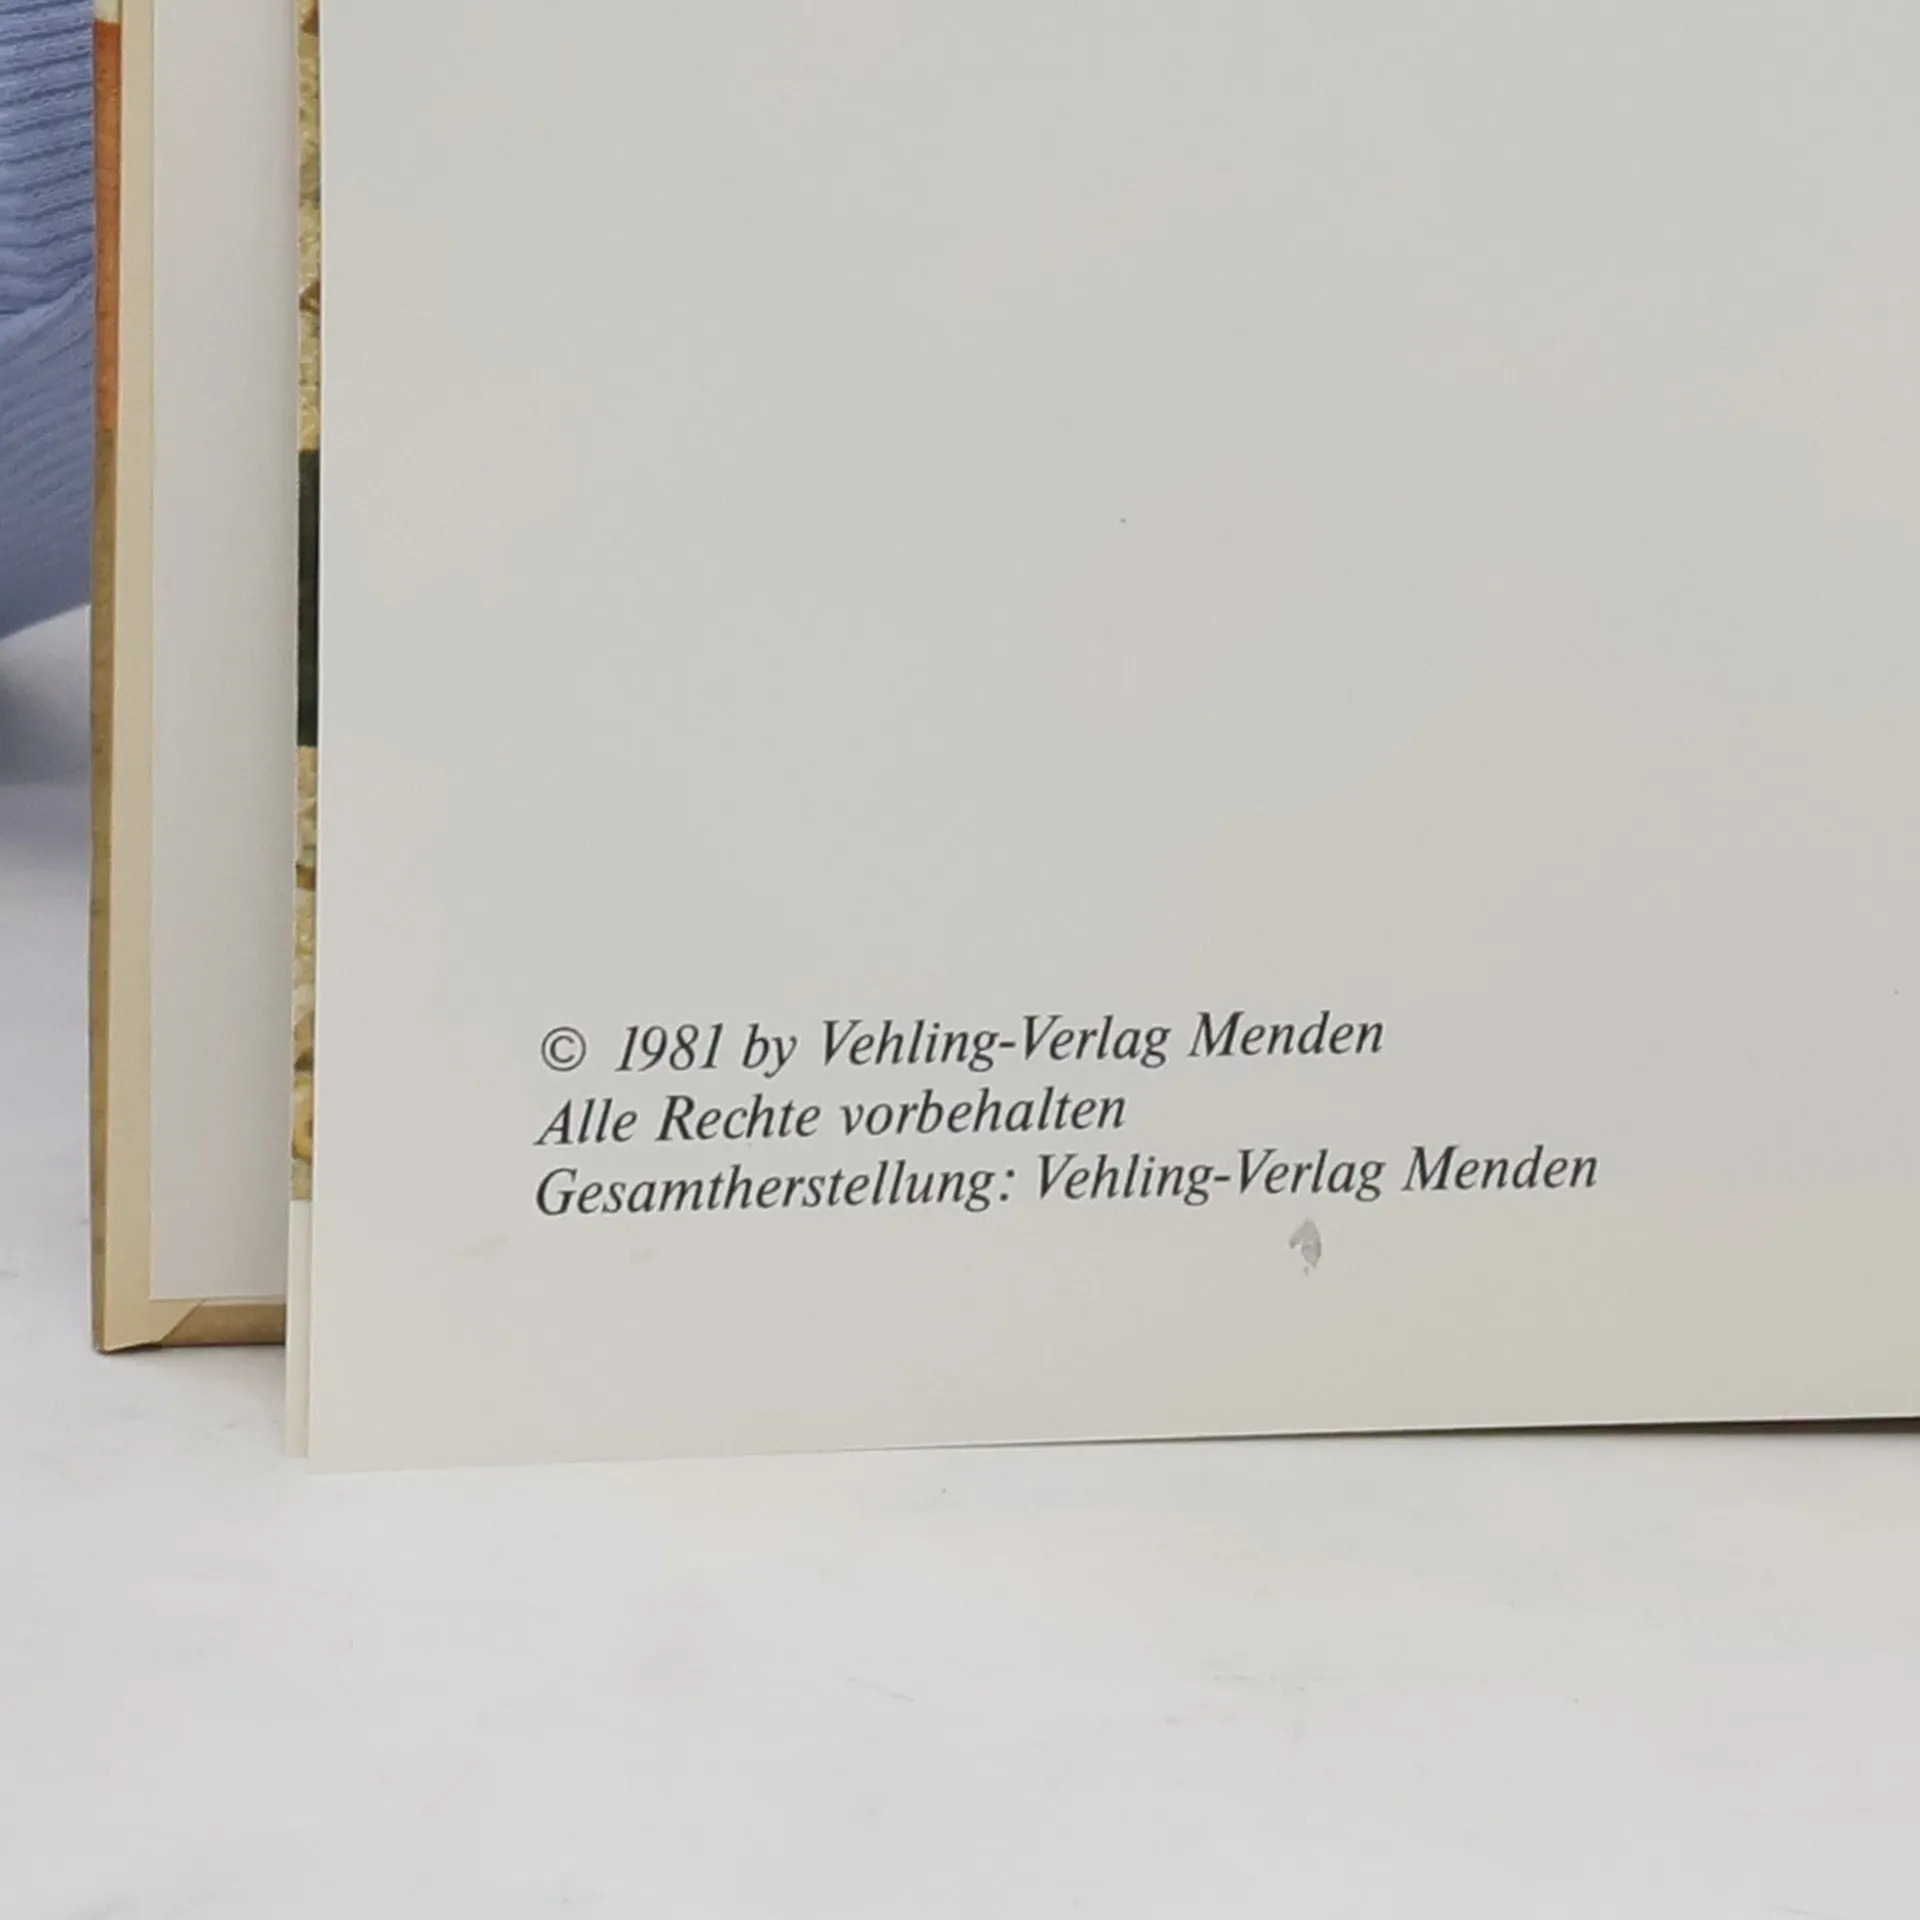 © 1981 by Vehling-Verlag Menden
Alle Rechte vorbehalten
Gesamtherstellung: Vehling-Verlag Menden